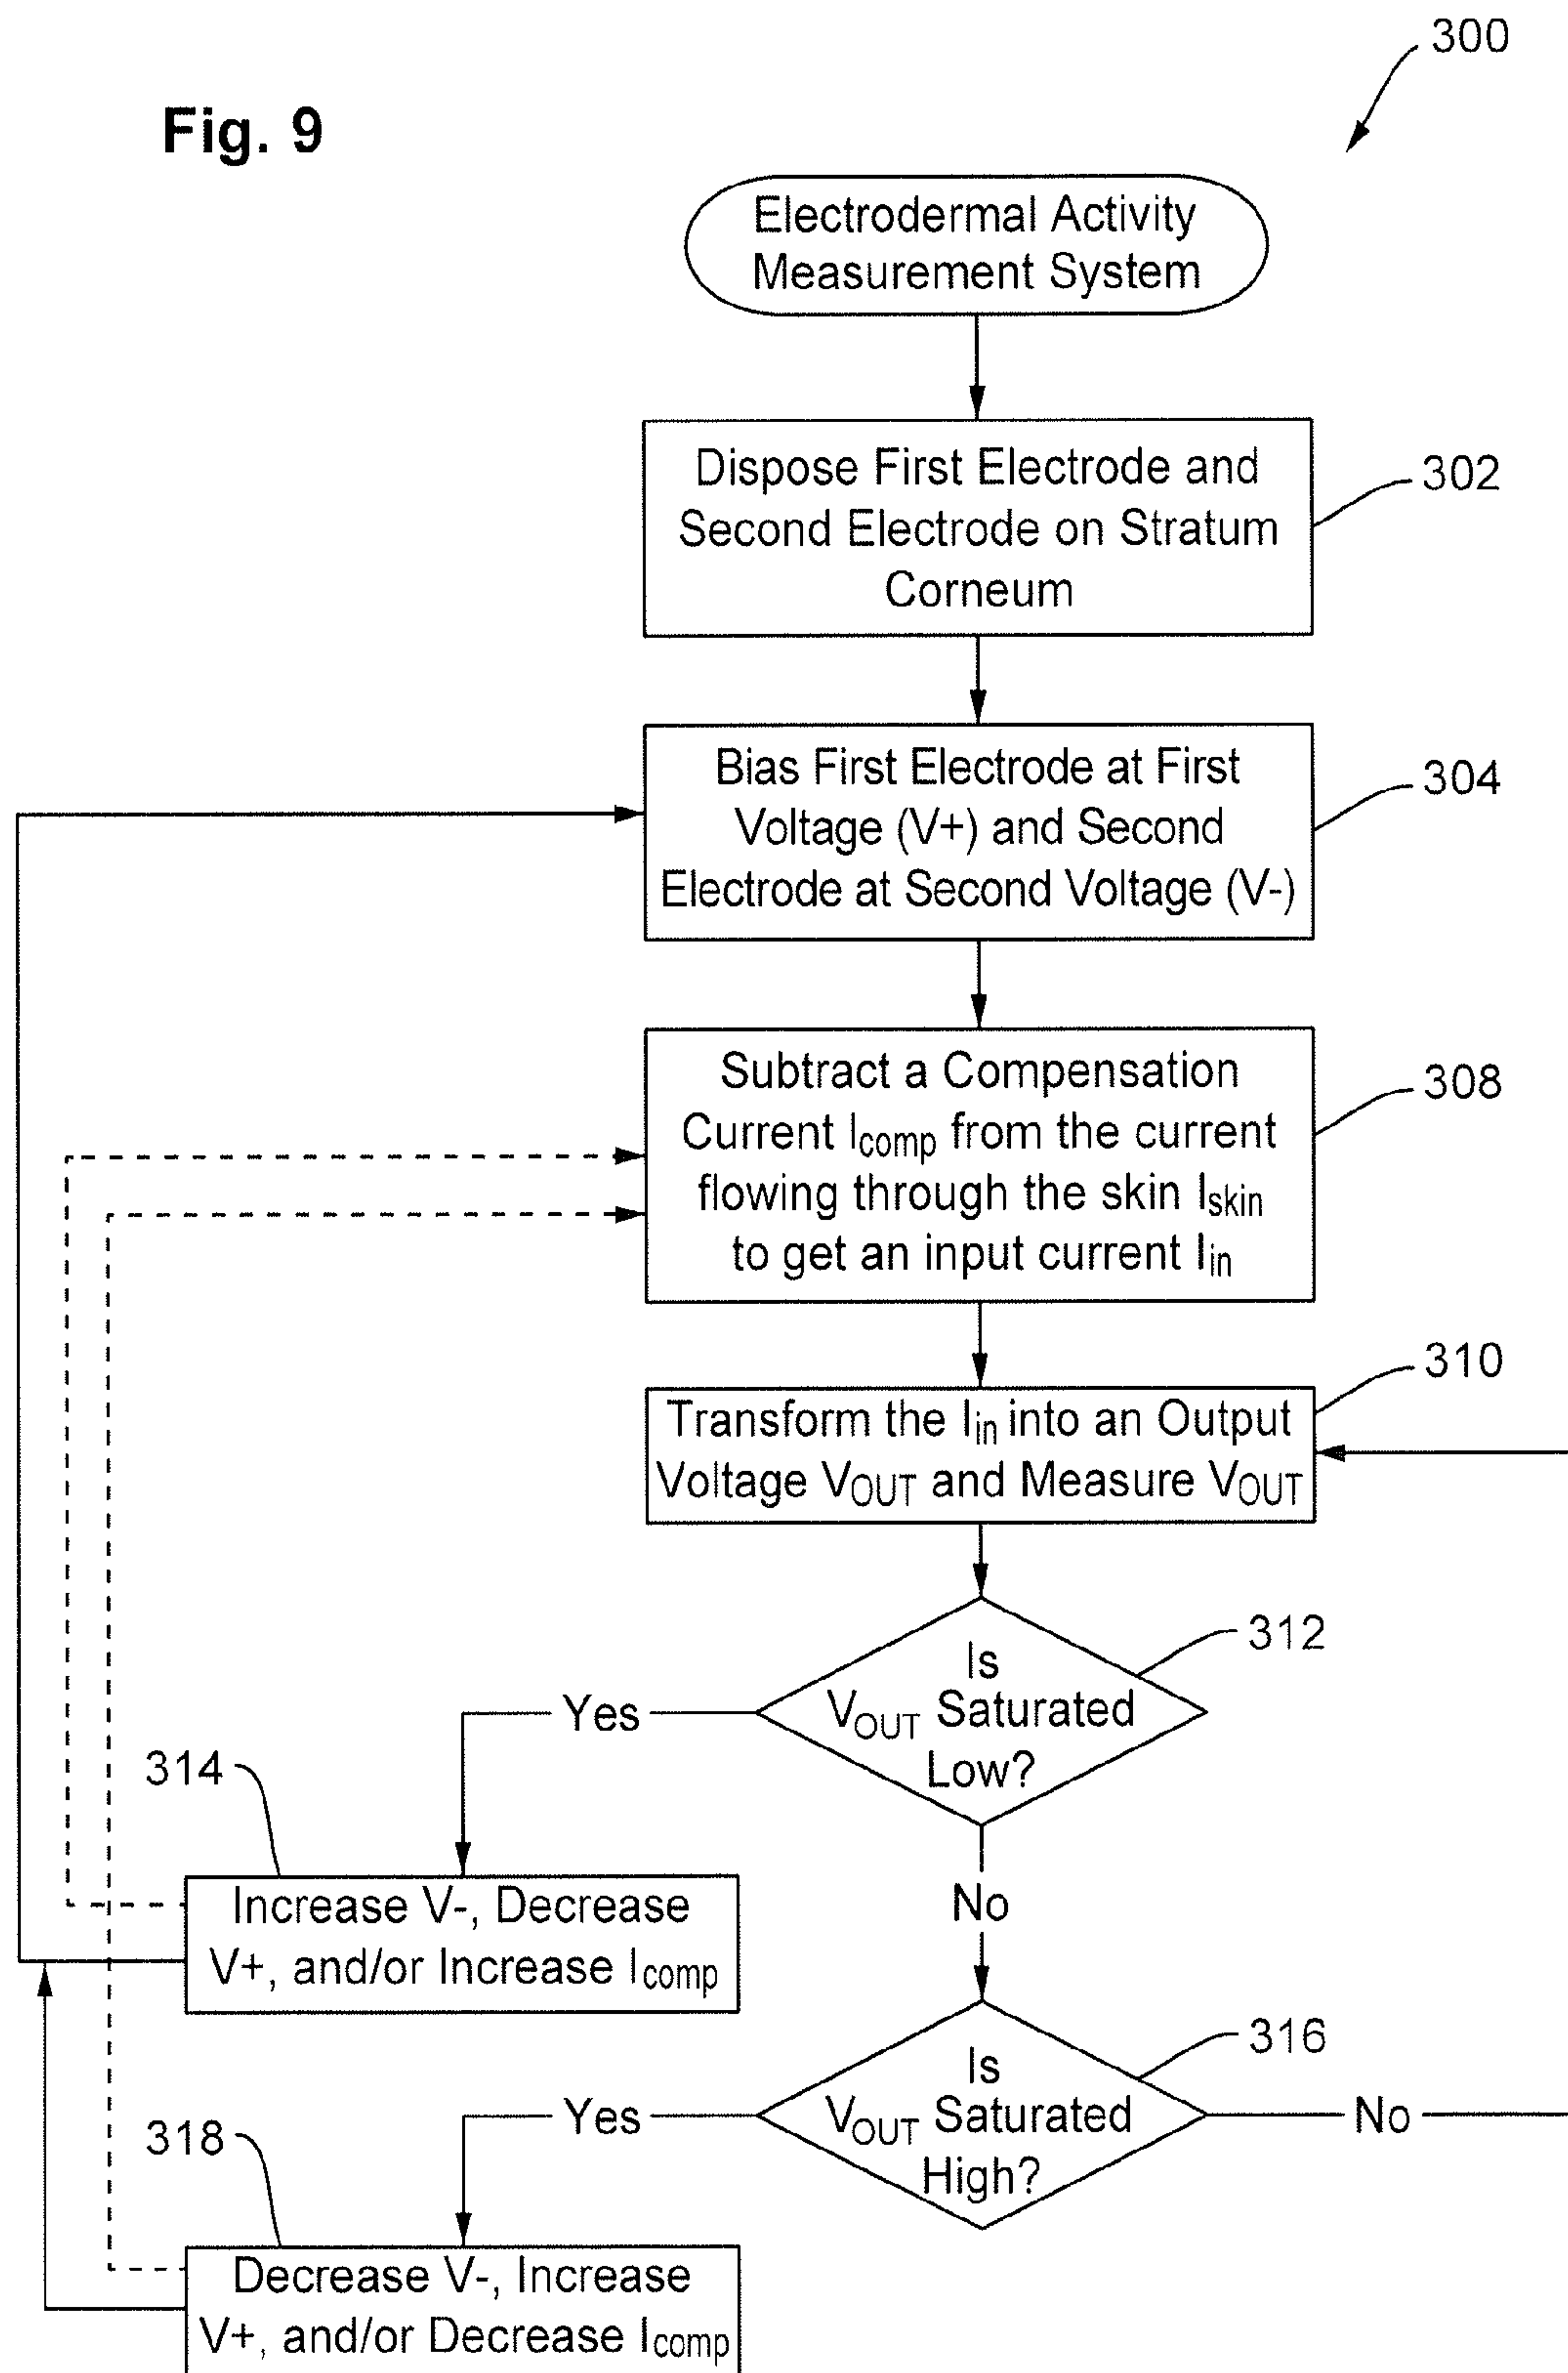 300
Fig. 9
Electrodermal Activity
Measurement System
Dispose First Electrode and
Second Electrode on Stratum
Corneum
302
Bias First Electrode at First
Voltage (V+) and Second
Electrode at Second Voltage (V-)
304
Subtract a Compensation
Current Icomp from the current
flowing through the skin Iskin
to get an input current Iin
308
Transform the Iin into an Output
Voltage VOUT and Measure VOUT
310
Is
VOUT Saturated
Low?
312
Yes
314
Increase V-, Decrease
V+, and/or Increase Icomp
No
Is
VOUT Saturated
High?
316
Yes
No
318
Decrease V-, Increase
V+, and/or Decrease Icomp